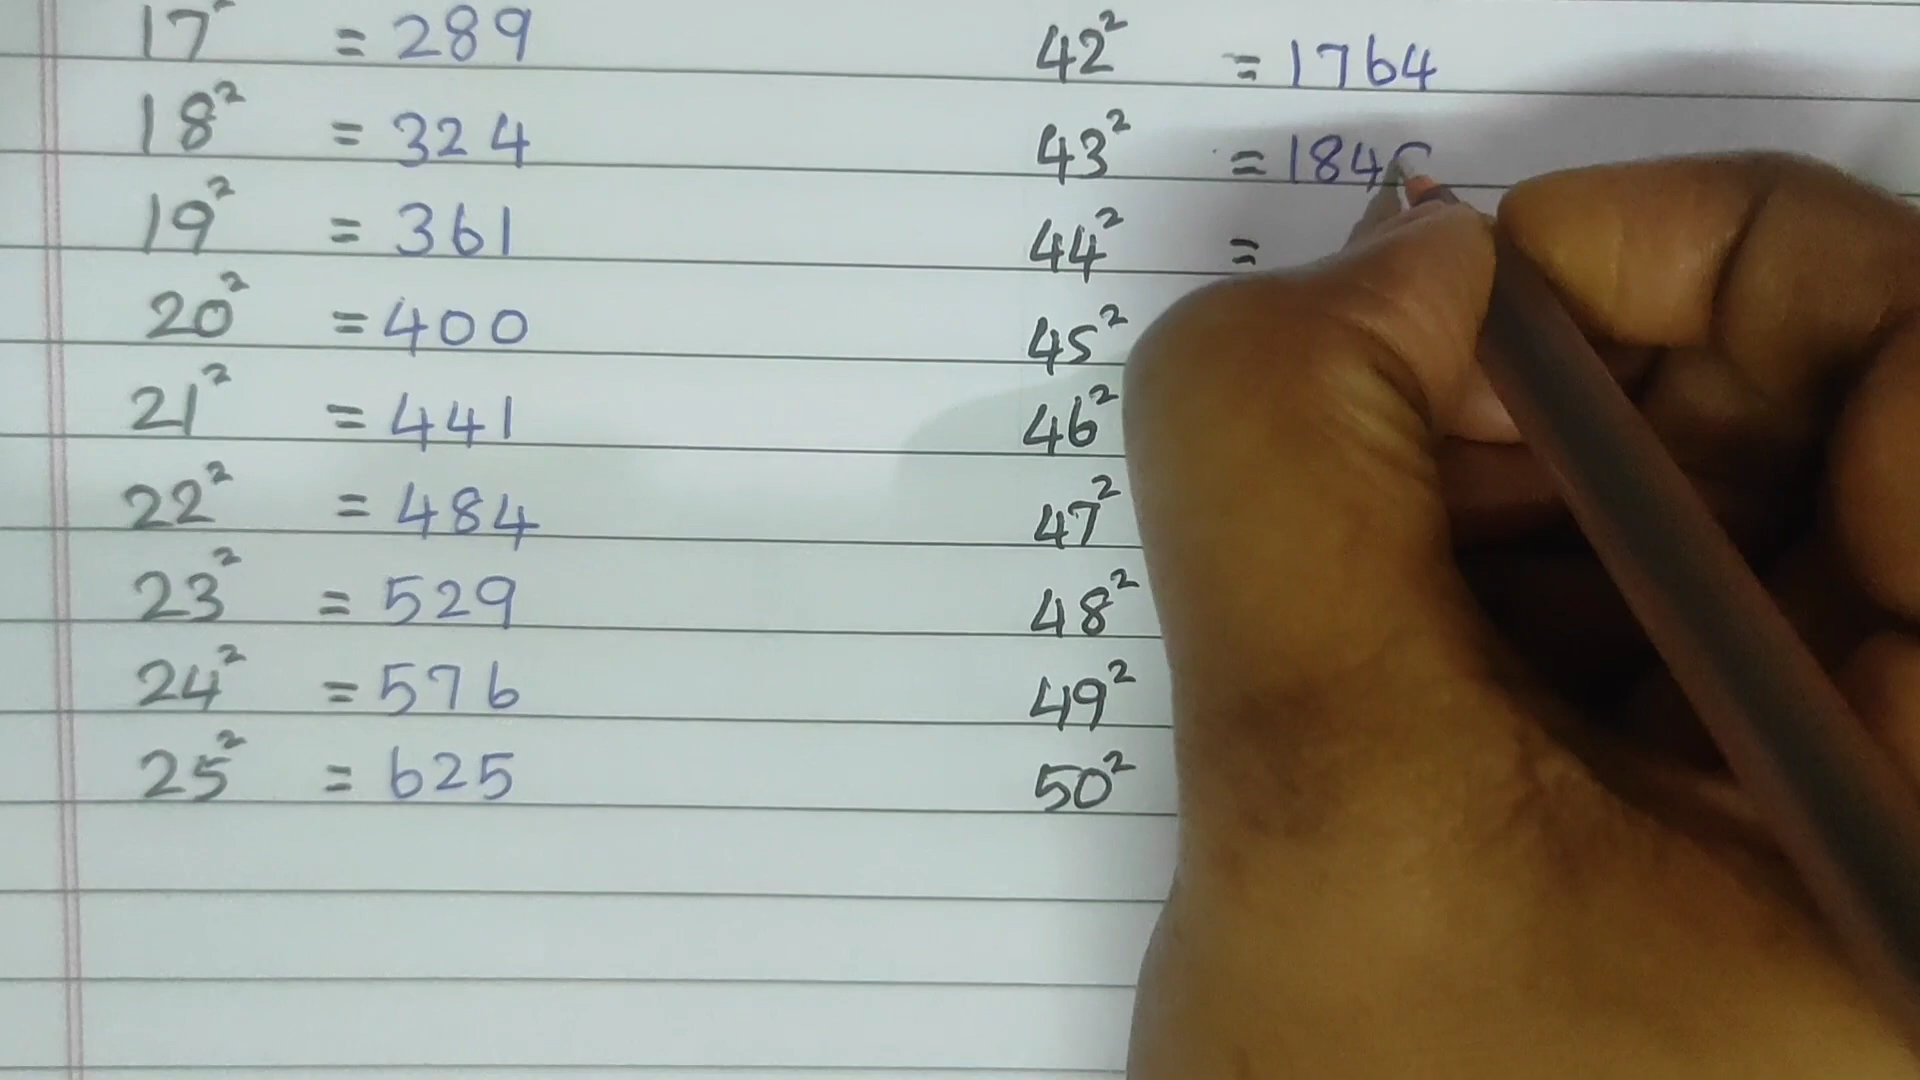 17² = 289
18² = 324
19² = 361
20² = 400
21² = 441
22² = 484
23² = 529
24² = 576
25² = 625
42² = 1764
43² = 184
44² =
45²
46²
47²
48²
49²
50²